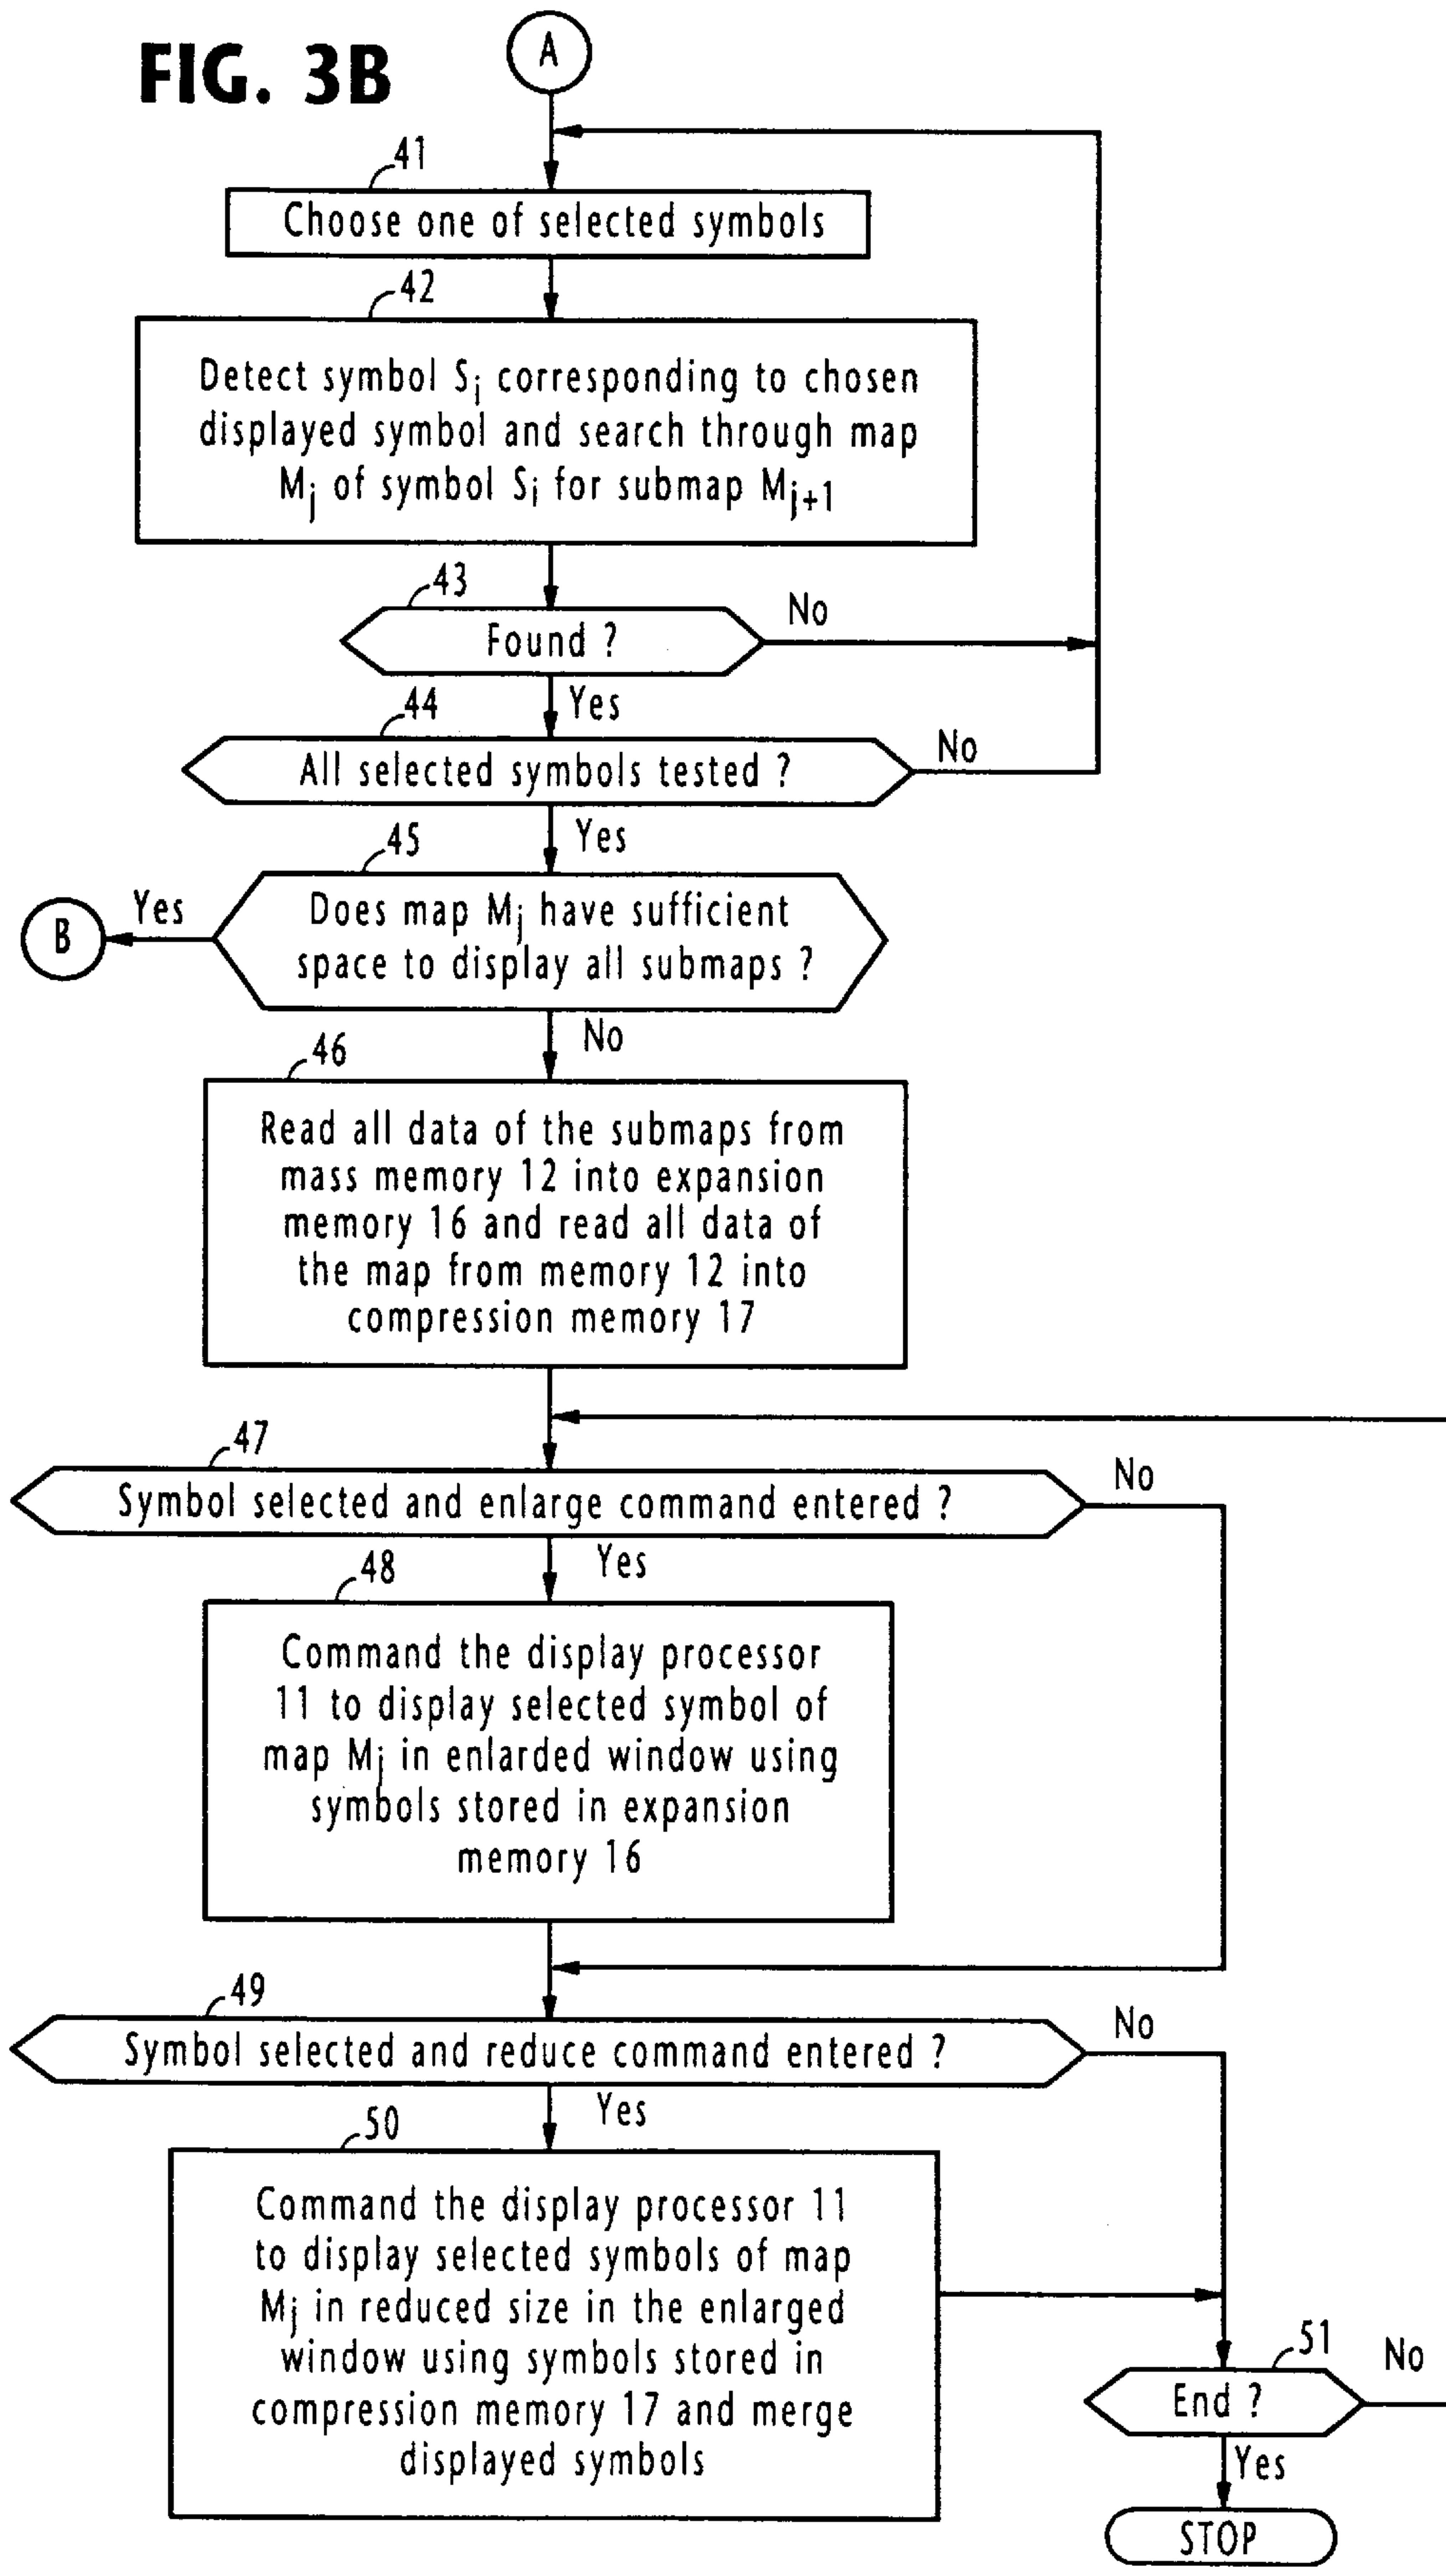 FIG. 3B
A
41
Choose one of selected symbols
42
Detect symbol Si corresponding to chosen
displayed symbol and search through map
Mj of symbol Si for submap Mj+1
43
Found ?
No
Yes
44
All selected symbols tested ?
No
Yes
45
Does map Mj have sufficient
space to display all submaps ?
Yes
B
No
46
Read all data of the submaps from
mass memory 12 into expansion
memory 16 and read all data of
the map from memory 12 into
compression memory 17
47
Symbol selected and enlarge command entered ?
No
Yes
48
Command the display processor
11 to display selected symbol of
map Mj in enlarded window using
symbols stored in expansion
memory 16
49
Symbol selected and reduce command entered ?
No
Yes
50
Command the display processor 11
to display selected symbols of map
Mj in reduced size in the enlarged
window using symbols stored in
compression memory 17 and merge
displayed symbols
51
End ?
No
Yes
STOP